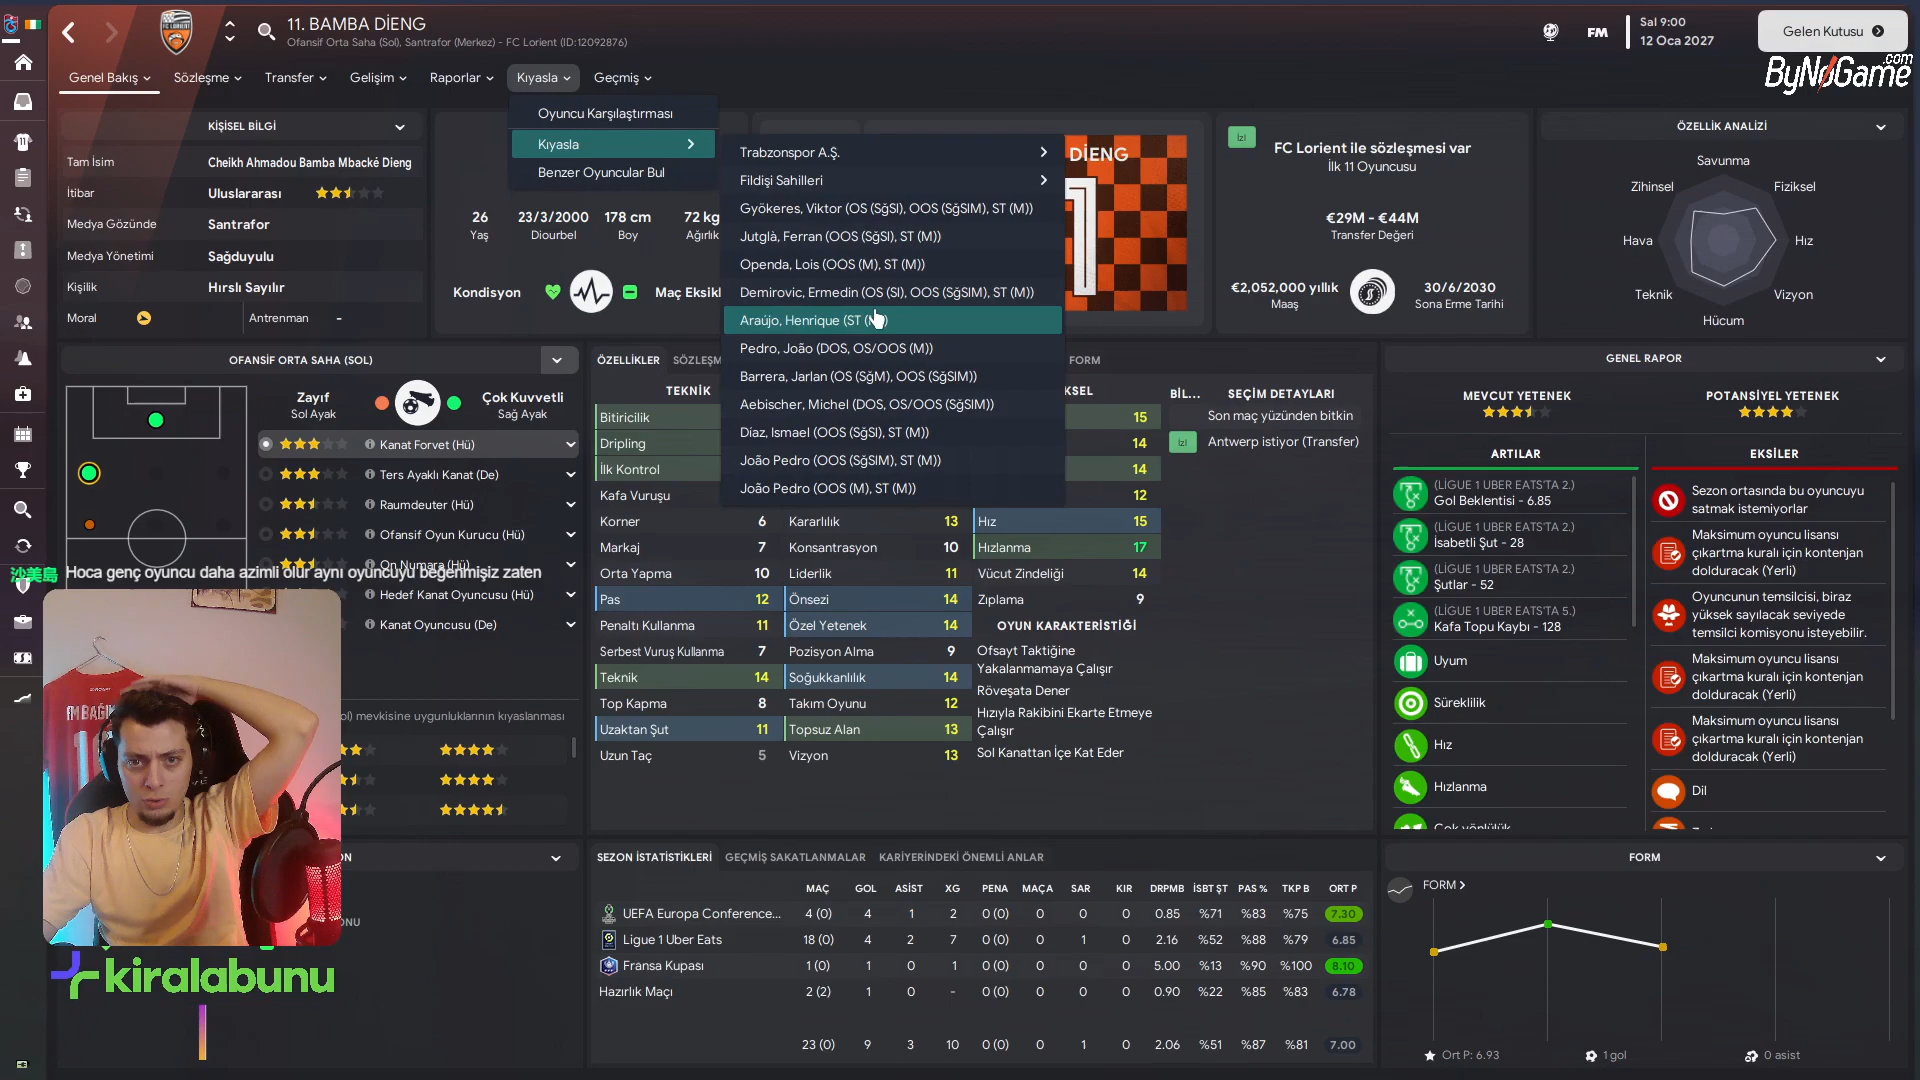 11. BAMBA DİENG
Ofansif Orta Saha (Sol), Santrafor (Merkez) - FC Lorient (ID:12092876)
FM
Sal 9:00
12 Oca 2027
Gelen Kutusu
ByNoGame
.com
Genel Bakış
Sözleşme
Transfer
Gelişim
Raporlar
Kıyasla
Geçmiş
Oyuncu Karşılaştırması
Kıyasla
Benzer Oyuncular Bul
Trabzonspor A.Ş.
Fildişi Sahilleri
Gyökeres, Viktor (OS (SğSl), OOS (SğSlM), ST (M))
Jutglà, Ferran (OOS (SğSl), ST (M))
Openda, Lois (OOS (M), ST (M))
Demirovic, Ermedin (OS (Sl), OOS (SğSlM), ST (M))
Araújo, Henrique (ST (
Pedro, João (DOS, OS/OOS (M))
Barrera, Jarlan (OS (SğM), OOS (SğSlM))
Aebischer, Michel (DOS, OS/OOS (SğSlM))
Díaz, Ismael (OOS (SğSl), ST (M))
João Pedro (OOS (SğSlM), ST (M))
João Pedro (OOS (M), ST (M))
KİŞİSEL BİLGİ
Tam İsim Cheikh Ahmadou Bamba Mbacké Dieng
İtibar Uluslararası
Medya Gözünde Santrafor
Medya Yönetimi Sağduyulu
Kişilik Hırslı Sayılır
Moral
Antrenman -
26
Yaş
23/3/2000
Diourbel
178 cm
Boy
72 kg
Ağırlık
Kondisyon
Maç Eksikl
DİENG
İzl
FC Lorient ile sözleşmesi var
İlk 11 Oyuncusu
€29M - €44M
Transfer Değeri
€2,052,000 yıllık
Maaş
30/6/2030
Sona Erme Tarihi
ÖZELLİK ANALİZİ
Savunma
Fiziksel
Hız
Vizyon
Hücum
Teknik
Hava
Zihinsel
OFANSİF ORTA SAHA (SOL)
Zayıf
Sol Ayak
Çok Kuvvetli
Sağ Ayak
Kanat Forvet (Hü)
Ters Ayaklı Kanat (De)
Raumdeuter (Hü)
Ofansif Oyun Kurucu (Hü)
On Numara (Hü)
Hedef Kanat Oyuncusu (Hü)
Kanat Oyuncusu (De)
沙美島 Hoca genç oyuncu daha azimli olur aynı oyuncuyu beğenmişiz zaten
ol) mevkisine uygunluklarının kıyaslanması
ÖZELLİKLER
SÖZLEŞM
FORM
TEKNİK
Bitiricilik
Dripling
İlk Kontrol
Kafa Vuruşu
Korner 6
Markaj 7
Orta Yapma 10
Pas 12
Penaltı Kullanma 11
Serbest Vuruş Kullanma 7
Teknik 14
Top Kapma 8
Uzaktan Şut 11
Uzun Taç 5
Kararlılık 13
Konsantrasyon 10
Liderlik 11
Önsezi 14
Özel Yetenek 14
Pozisyon Alma 9
Soğukkanlılık 14
Takım Oyunu 12
Topsuz Alan 13
Vizyon 13
KSEL
15
14
14
12
Hız 15
Hızlanma 17
Vücut Zindeliği 14
Zıplama 9
OYUN KARAKTERİSTİĞİ
Ofsayt Taktiğine
Yakalanmamaya Çalışır
Röveşata Dener
Hızıyla Rakibini Ekarte Etmeye
Çalışır
Sol Kanattan İçe Kat Eder
BİL...
SEÇİM DETAYLARI
Son maç yüzünden bitkin
İzl
Antwerp istiyor (Transfer)
GENEL RAPOR
MEVCUT YETENEK
POTANSİYEL YETENEK
ARTILAR
(LİGUE 1 UBER EATS'TA 2.)
Gol Beklentisi - 6.85
(LİGUE 1 UBER EATS'TA 2.)
İsabetli Şut - 28
(LİGUE 1 UBER EATS'TA 2.)
Şutlar - 52
(LİGUE 1 UBER EATS'TA 5.)
Kafa Topu Kaybı - 128
Uyum
Süreklilik
Hız
Hızlanma
Çok yönlülük
EKSİLER
Sezon ortasında bu oyuncuyu
satmak istemiyorlar
Maksimum oyuncu lisansı
çıkartma kuralı için kontenjan
dolduracak (Yerli)
Oyuncunun temsilcisi, biraz
yüksek sayılacak seviyede
temsilci komisyonu isteyebilir.
Maksimum oyuncu lisansı
çıkartma kuralı için kontenjan
dolduracak (Yerli)
Maksimum oyuncu lisansı
çıkartma kuralı için kontenjan
dolduracak (Yerli)
Dil
SEZON İSTATİSTİKLERİ
GEÇMİŞ SAKATLANMALAR
KARİYERİNDEKİ ÖNEMLİ ANLAR
MAÇ GOL ASİST XG PENA MAÇA SAR KIR DRPMB İSBT ŞT PAS % TKP B ORT P
UEFA Europa Conference... 4 (0) 4 1 2 0 (0) 0 0 0 0.85 %71 %83 %75 7.30
Ligue 1 Uber Eats 18 (0) 4 2 7 0 (0) 0 1 0 2.16 %52 %88 %79 6.85
Fransa Kupası 1 (0) 1 0 1 0 (0) 0 0 0 5.00 %13 %90 %100 8.10
Hazırlık Maçı 2 (2) 1 0 - 0 (0) 0 0 0 0.90 %22 %85 %83 6.78
23 (0) 9 3 10 0 (0) 0 1 0 2.06 %51 %87 %81 7.00
FORM
FORM
Ort P: 6.93
1 gol
0 asist
kiralabunu